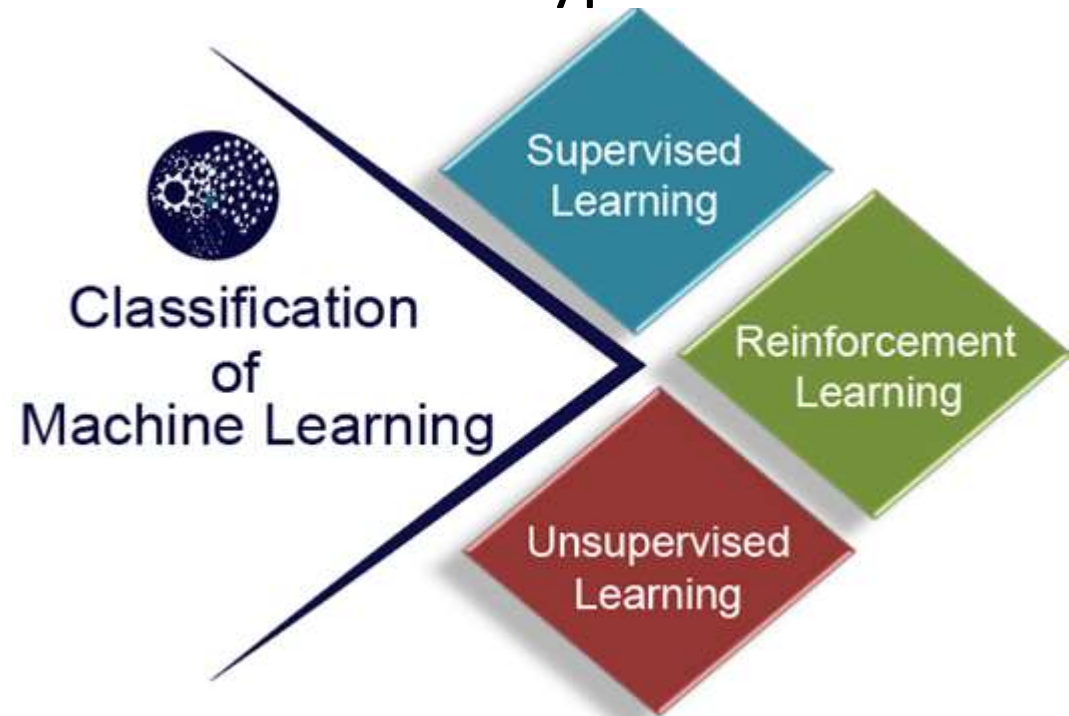 Classification
of
Machine Learning
Supervised
Learning
Reinforcement
Learning
Unsupervised
Learning